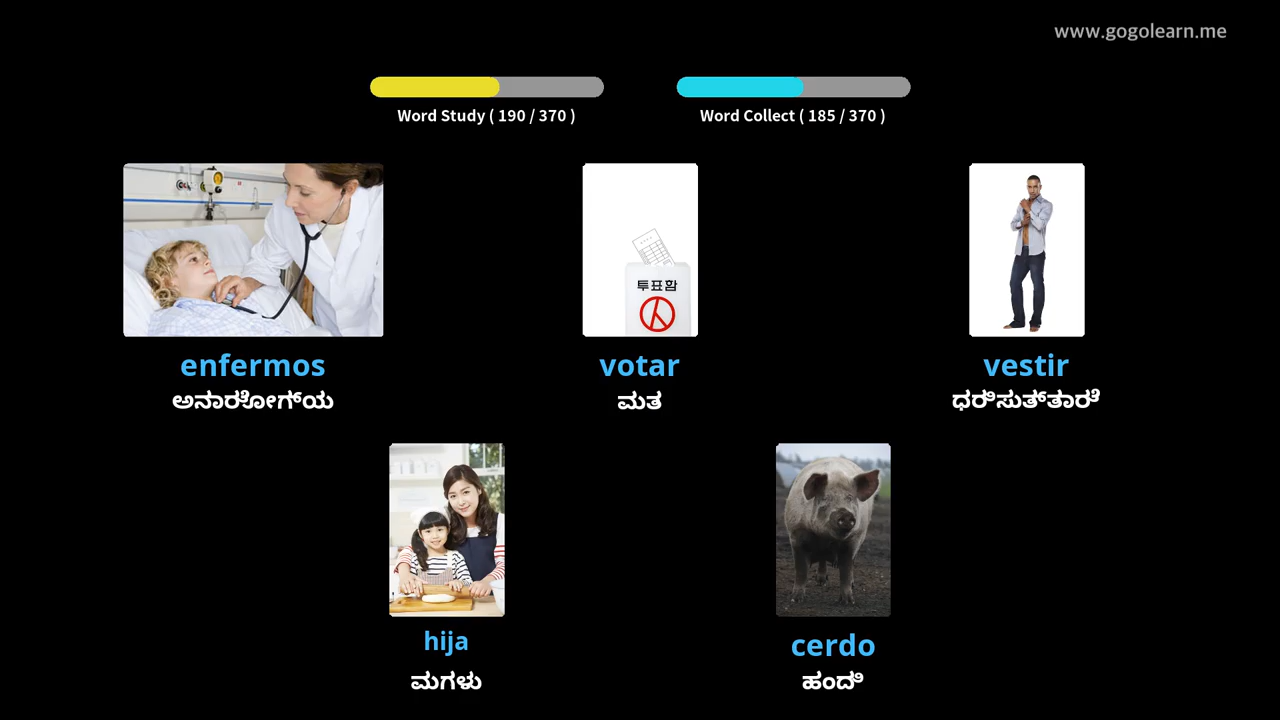 www.gogolearn.me
Word Study ( 190 / 370 )
Word Collect ( 185 / 370 )
투표함
enfermos
ಅನಾರೋಗ್ಯ
votar
ಮತ
vestir
ಧರಿಸುತ್ತಾರೆ
hija
ಮಗಳು
cerdo
ಹಂದಿ